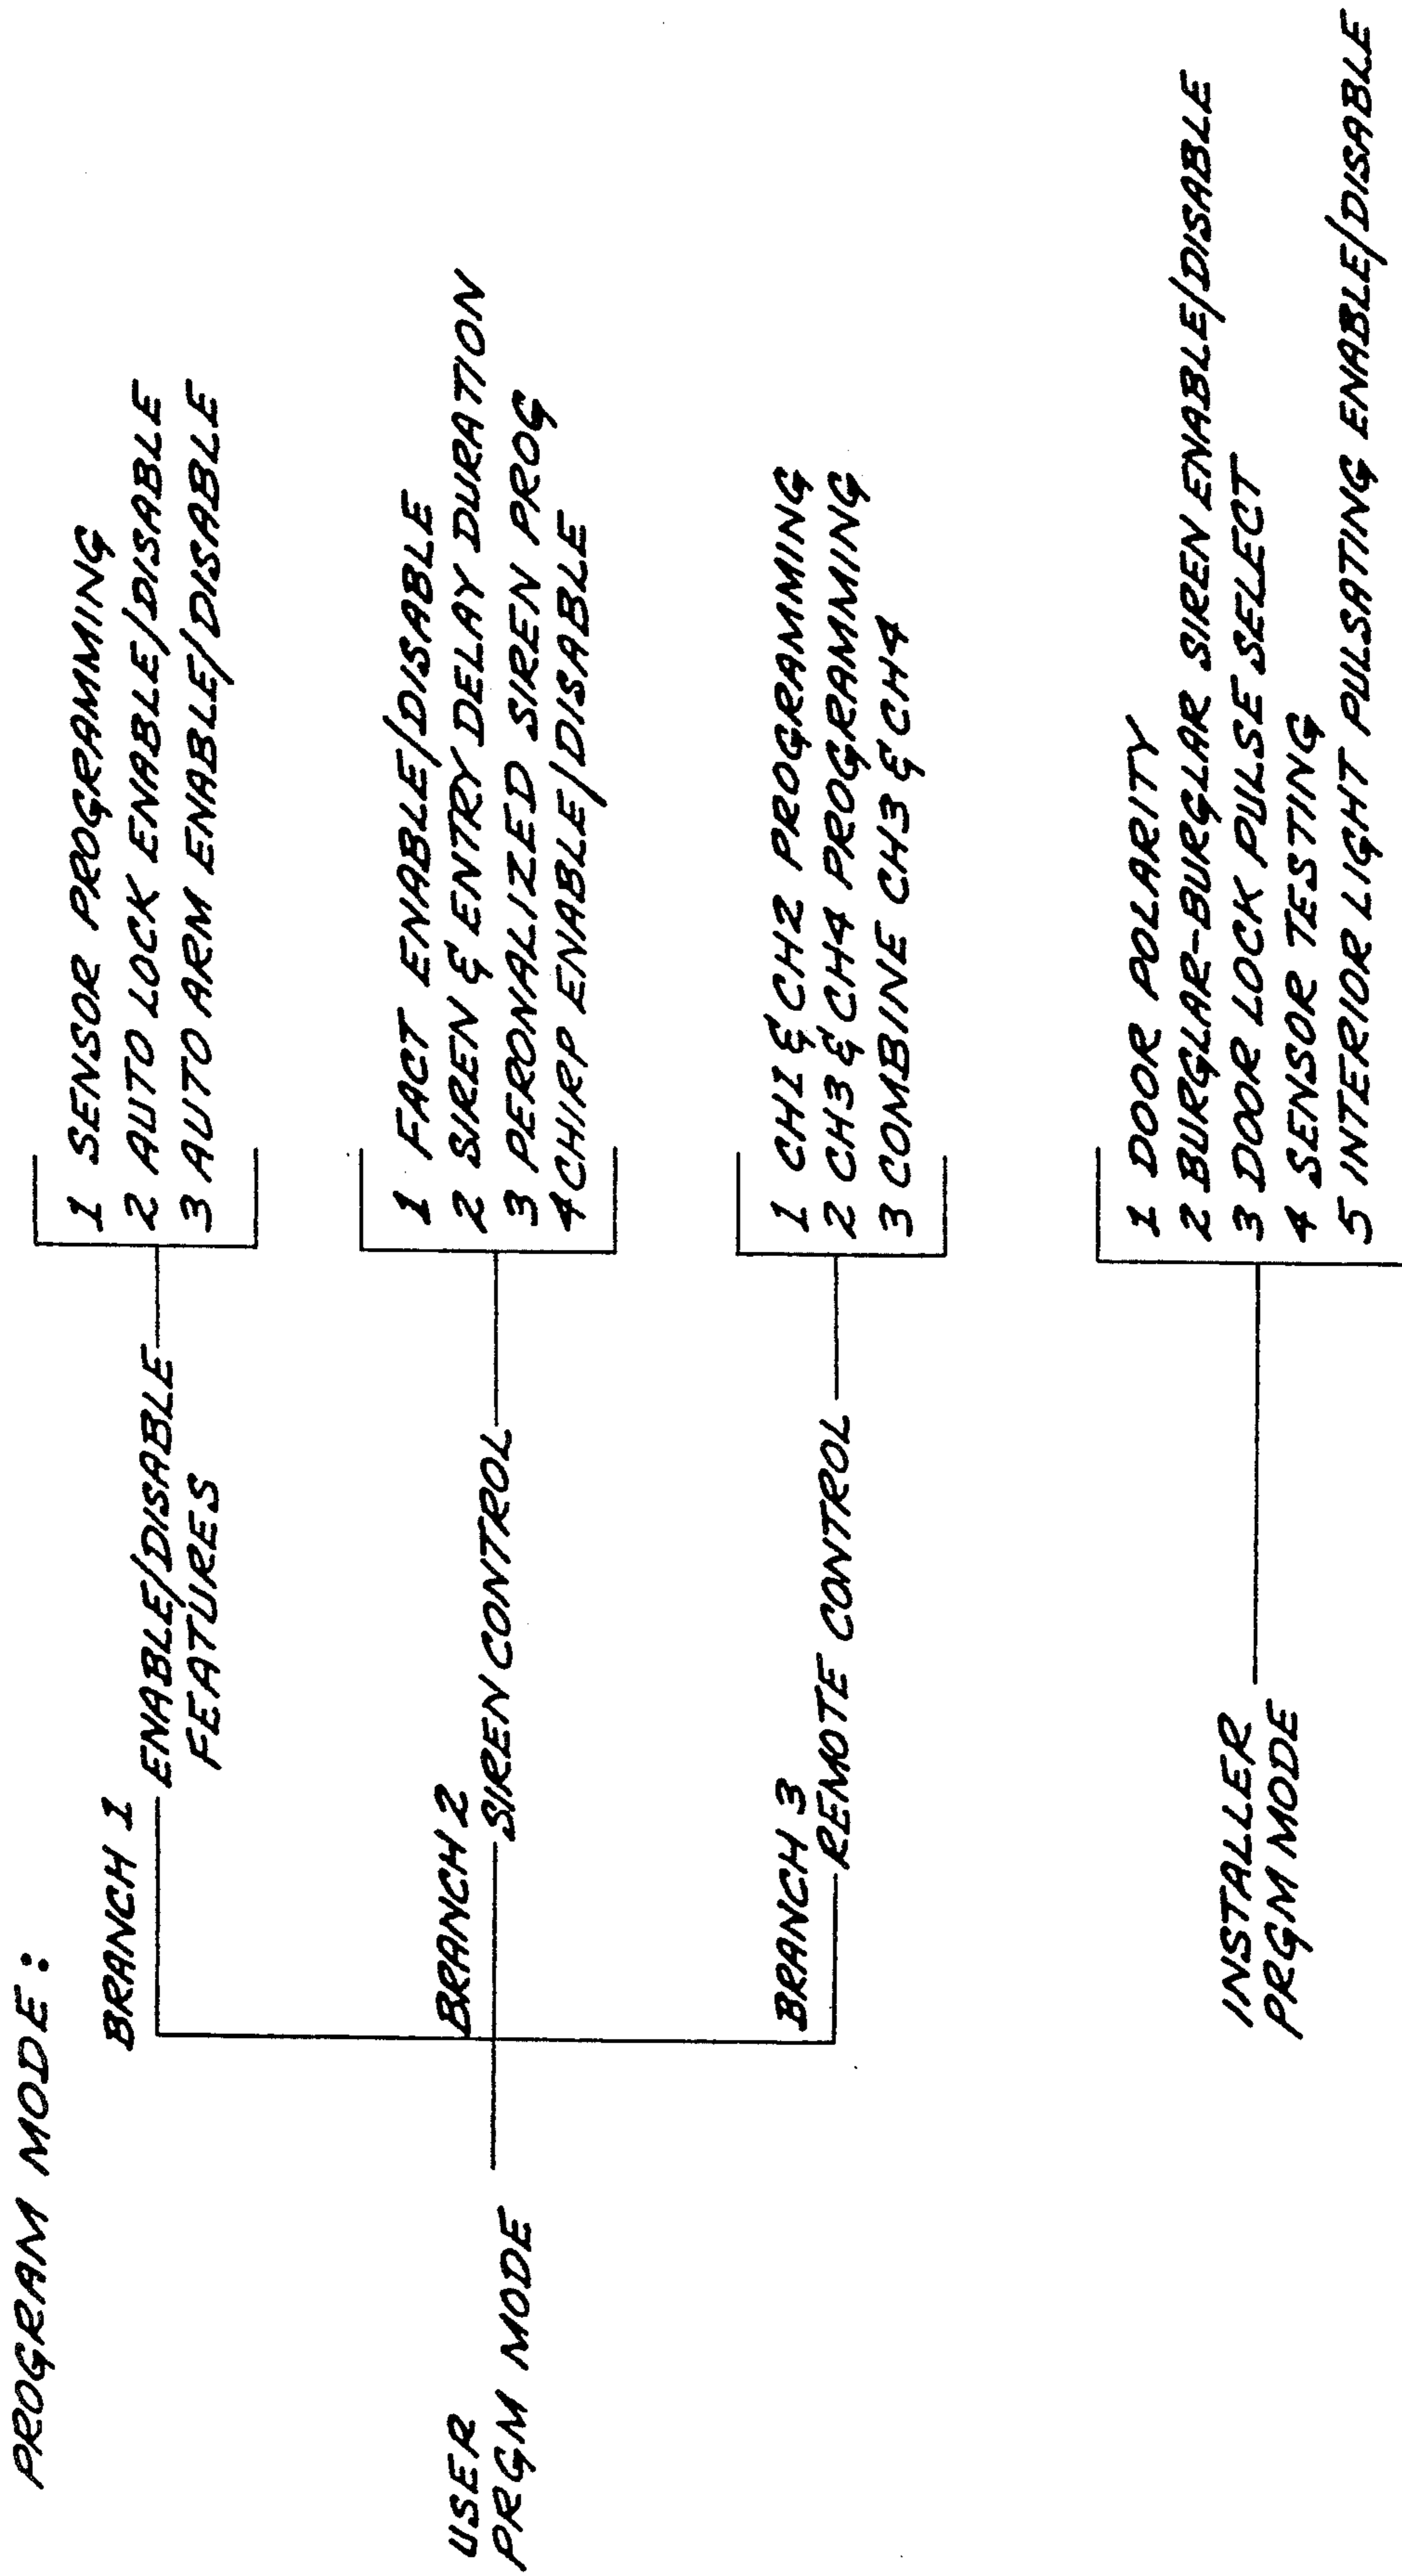 PROGRAM MODE:
USER
PRGM MODE
BRANCH 1
ENABLE/DISABLE
FEATURES
1 SENSOR PROGRAMMING
2 AUTO LOCK ENABLE/DISABLE
3 AUTO ARM ENABLE/DISABLE
BRANCH 2
SIREN CONTROL
1 FACT ENABLE/DISABLE
2 SIREN & ENTRY DELAY DURATION
3 PERONALIZED SIREN PROG
4 CHIRP ENABLE/DISABLE
BRANCH 3
REMOTE CONTROL
1 CH1 & CH2 PROGRAMMING
2 CH3 & CH4 PROGRAMMING
3 COMBINE CH3 & CH4
INSTALLER
PRGM MODE
1 DOOR POLARITY
2 BURGLAR-BURGLAR SIREN ENABLE/DISABLE
3 DOOR LOCK PULSE SELECT
4 SENSOR TESTING
5 INTERIOR LIGHT PULSATING ENABLE/DISABLE